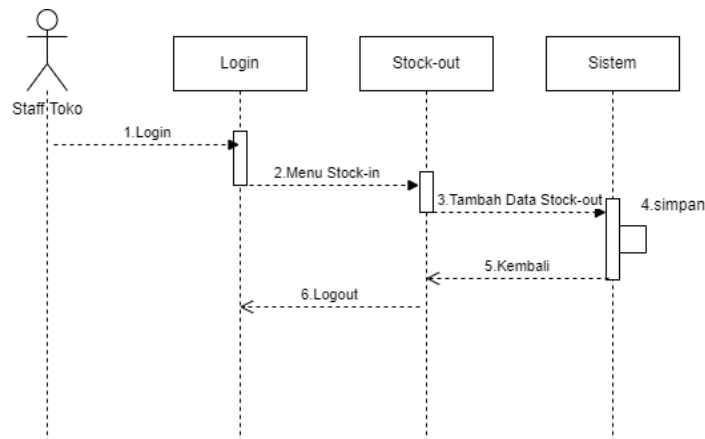 Login
Stock-out
Sistem
Staff Toko
1.Login
2.Menu Stock-in
3.Tambah Data Stock-out
4.simpan
5.Kembali
6.Logout